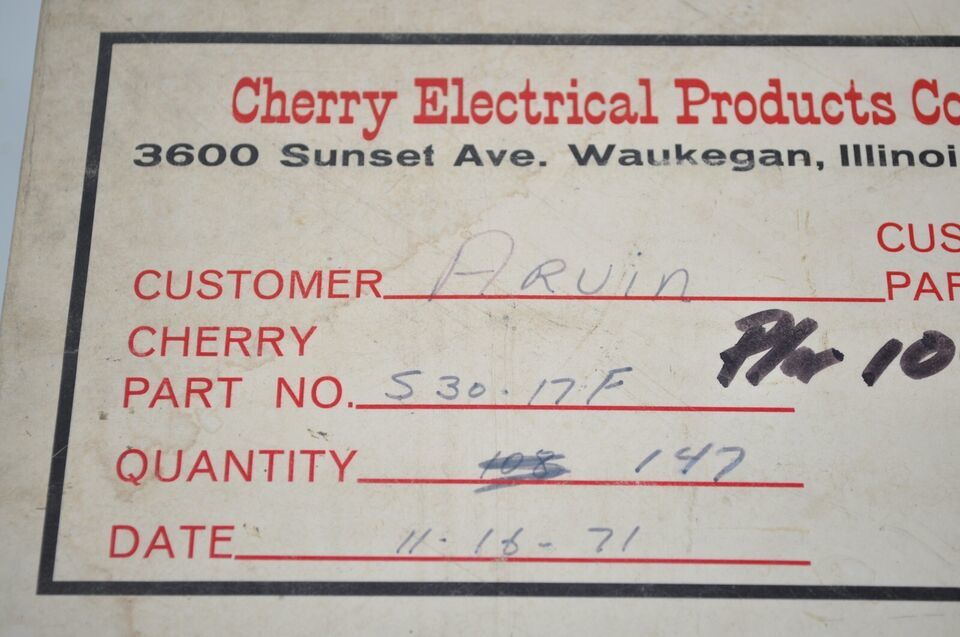 Cherry Electrical Products Co
3600 Sunset Ave. Waukegan, Illinoi
CUS
CUSTOMER Arvin PAR
CHERRY
P/N 10
PART NO. S30-17F
QUANTITY 108 147
DATE 11-16-71